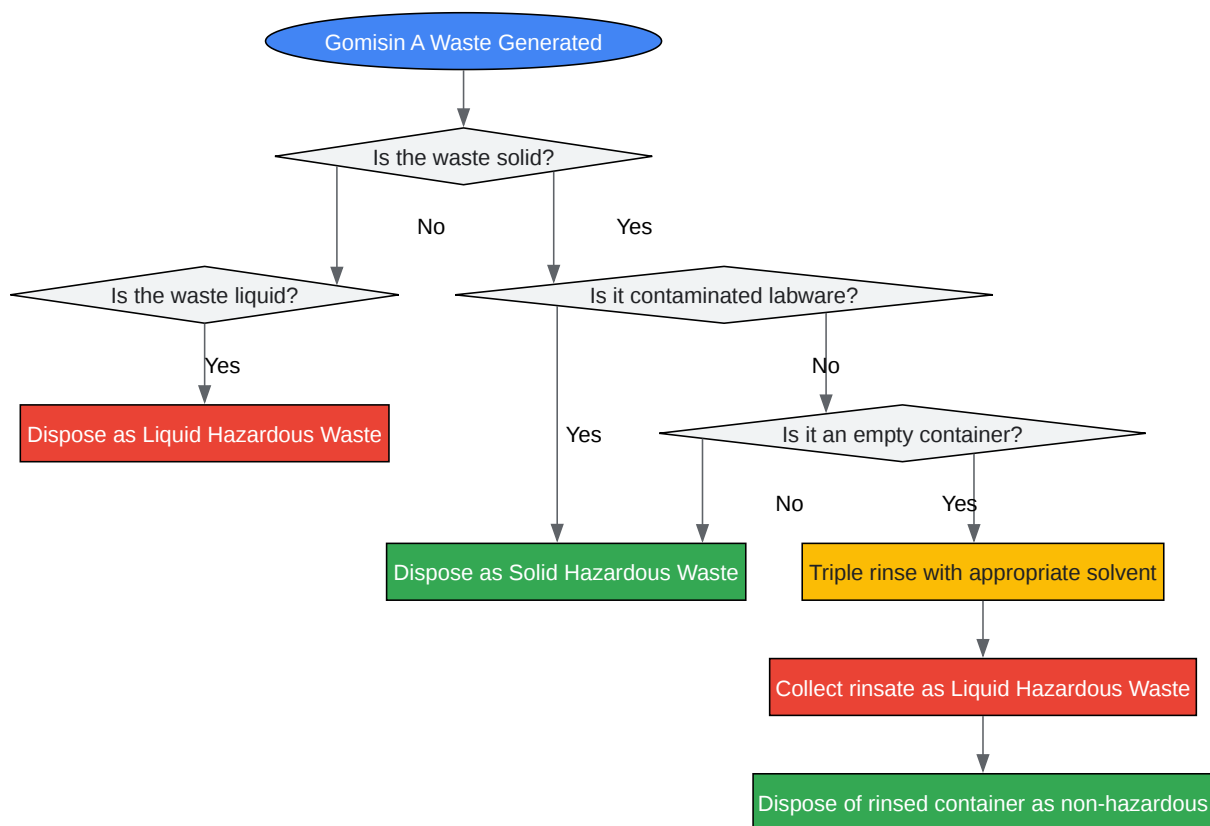 Gomisin A Waste Generated
Is the waste solid?
No
Yes
Is the waste liquid?
Is it contaminated labware?
Yes
No
Dispose as Liquid Hazardous Waste
Yes
Is it an empty container?
No
Yes
Dispose as Solid Hazardous Waste
Triple rinse with appropriate solvent
Collect rinsate as Liquid Hazardous Waste
Dispose of rinsed container as non-hazardous